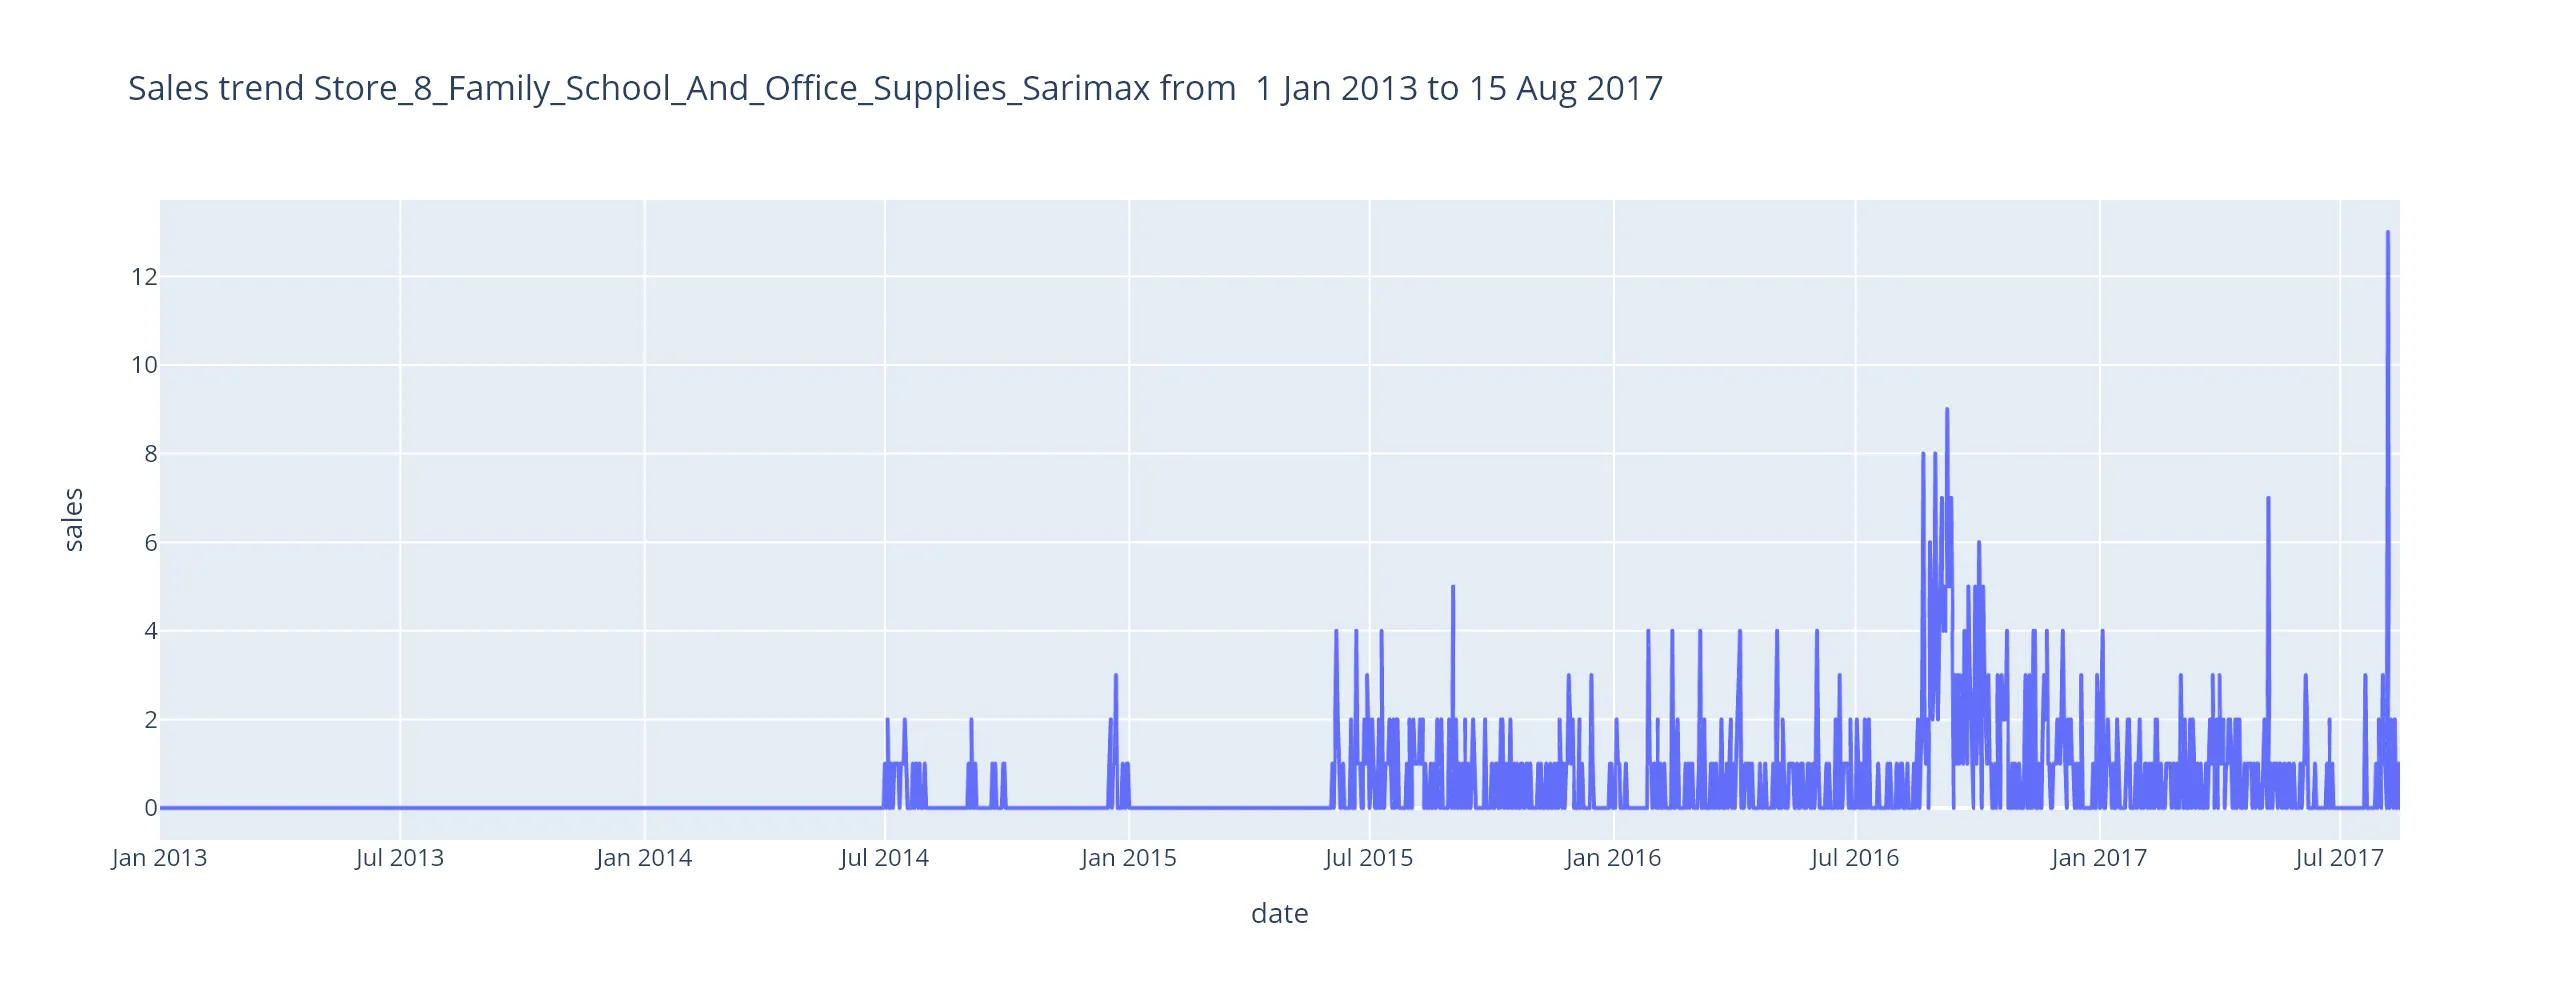 Sales trend Store_8_Family_School_And_Office_Supplies_Sarimax from  1 Jan 2013 to 15 Aug 2017
12
10
8
6
4
2
0
sales
Jan 2013 Jul 2013 Jan 2014 Jul 2014 Jan 2015 Jul 2015 Jan 2016 Jul 2016 Jan 2017 Jul 2017
date